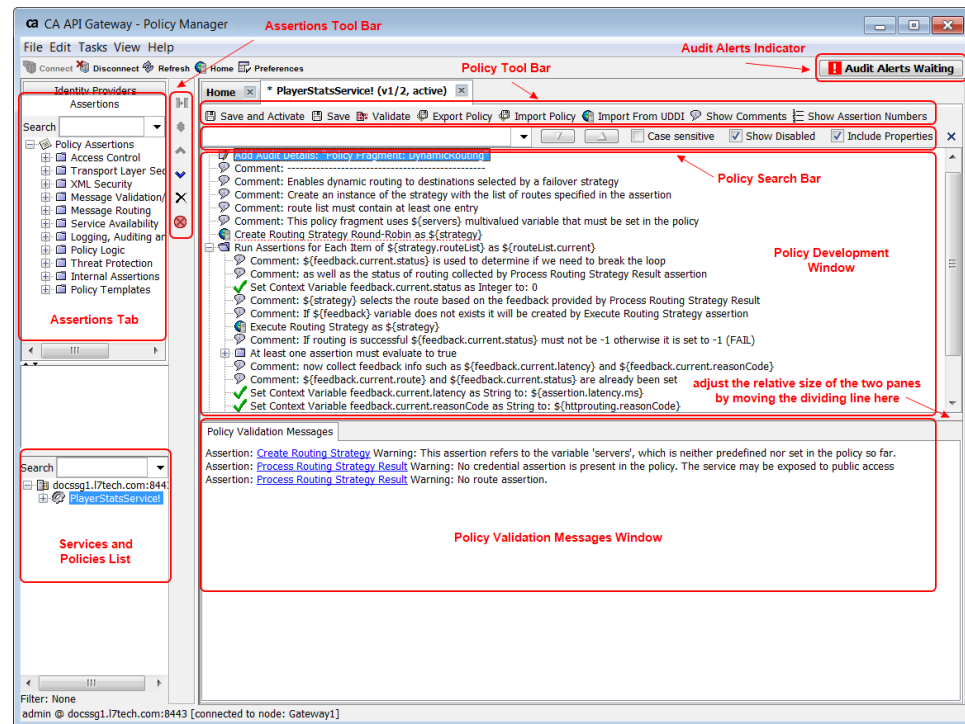 ca CA API Gateway - Policy Manager
Assertions Tool Bar
File Edit Tasks View Help
Audit Alerts Indicator
Connect Disconnect Refresh Home Preferences
Policy Tool Bar
Audit Alerts Waiting
Identity Providers
Assertions
Home
* PlayerStatsService! (v1/2, active)
Save and Activate Save Validate Export Policy Import Policy Import From UDDI Show Comments Show Assertion Numbers
Search
Case sensitive Show Disabled Include Properties
Policy Assertions
Access Control
Transport Layer Sec
XML Security
Message Validation/
Message Routing
Service Availability
Logging, Auditing an
Policy Logic
Threat Protection
Internal Assertions
Policy Templates
Assertions Tab
Add Audit Details: "Policy Fragment: DynamicRouting"
Comment: ------------------------------------------------
Policy Search Bar
Comment: Enables dynamic routing to destinations selected by a failover strategy
Comment: Create an instance of the strategy with the list of routes specified in the assertion
Comment: route list must contain at least one entry
Comment: This policy fragment uses ${servers} multivalued variable that must be set in the policy
Create Routing Strategy Round-Robin as ${strategy}
Run Assertions for Each Item of ${strategy.routeList} as ${routeList.current}
Policy Development
Window
Comment: ${feedback.current.status} is used to determine if we need to break the loop
Comment: as well as the status of routing collected by Process Routing Strategy Result assertion
Set Context Variable feedback.current.status as Integer to: 0
Comment: ${strategy} selects the route based on the feedback provided by Process Routing Strategy Result
Comment: If ${feedback} variable does not exists it will be created by Execute Routing Strategy assertion
Execute Routing Strategy as ${strategy}
Comment: If routing is successful ${feedback.current.status} must not be -1 otherwise it is set to -1 (FAIL)
At least one assertion must evaluate to true
Comment: now collect feedback info such as ${feedback.current.latency} and ${feedback.current.reasonCode}
Comment: ${feedback.current.route} and ${feedback.current.status} are already been set
Set Context Variable feedback.current.latency as String to: ${assertion.latency.ms}
Set Context Variable feedback.current.reasonCode as String to: ${httprouting.reasonCode}
adjust the relative size of the two panes
by moving the dividing line here
Policy Validation Messages
Assertion: Create Routing Strategy Warning: This assertion refers to the variable 'servers', which is neither predefined nor set in the policy so far.
Assertion: Process Routing Strategy Result Warning: No credential assertion is present in the policy. The service may be exposed to public access
Assertion: Process Routing Strategy Result Warning: No route assertion.
Policy Validation Messages Window
Search
docssg1.l7tech.com:844
PlayerStatsService!
Services and
Policies List
Filter: None
admin @ docssg1.l7tech.com:8443 [connected to node: Gateway1]